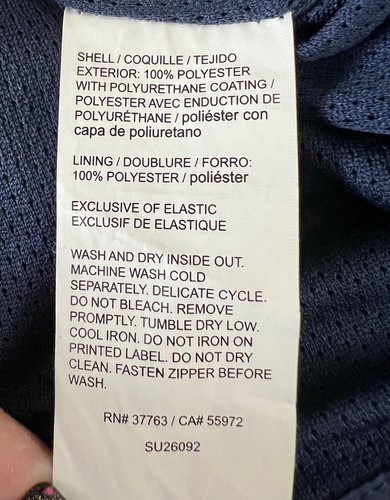 SHELL / COQUILLE / TEJIDO
EXTERIOR: 100% POLYESTER
WITH POLYURETHANE COATING /
POLYESTER AVEC ENDUCTION DE
POLYURÉTHANE / poliéster con
capa de poliuretano
LINING / DOUBLURE / FORRO:
100% POLYESTER / poliéster
EXCLUSIVE OF ELASTIC
EXCLUSIF DE ELASTIQUE
WASH AND DRY INSIDE OUT.
MACHINE WASH COLD
SEPARATELY. DELICATE CYCLE.
DO NOT BLEACH. REMOVE
PROMPTLY. TUMBLE DRY LOW.
COOL IRON. DO NOT IRON ON
PRINTED LABEL. DO NOT DRY
CLEAN. FASTEN ZIPPER BEFORE
WASH.
RN# 37763 / CA# 55972
SU26092